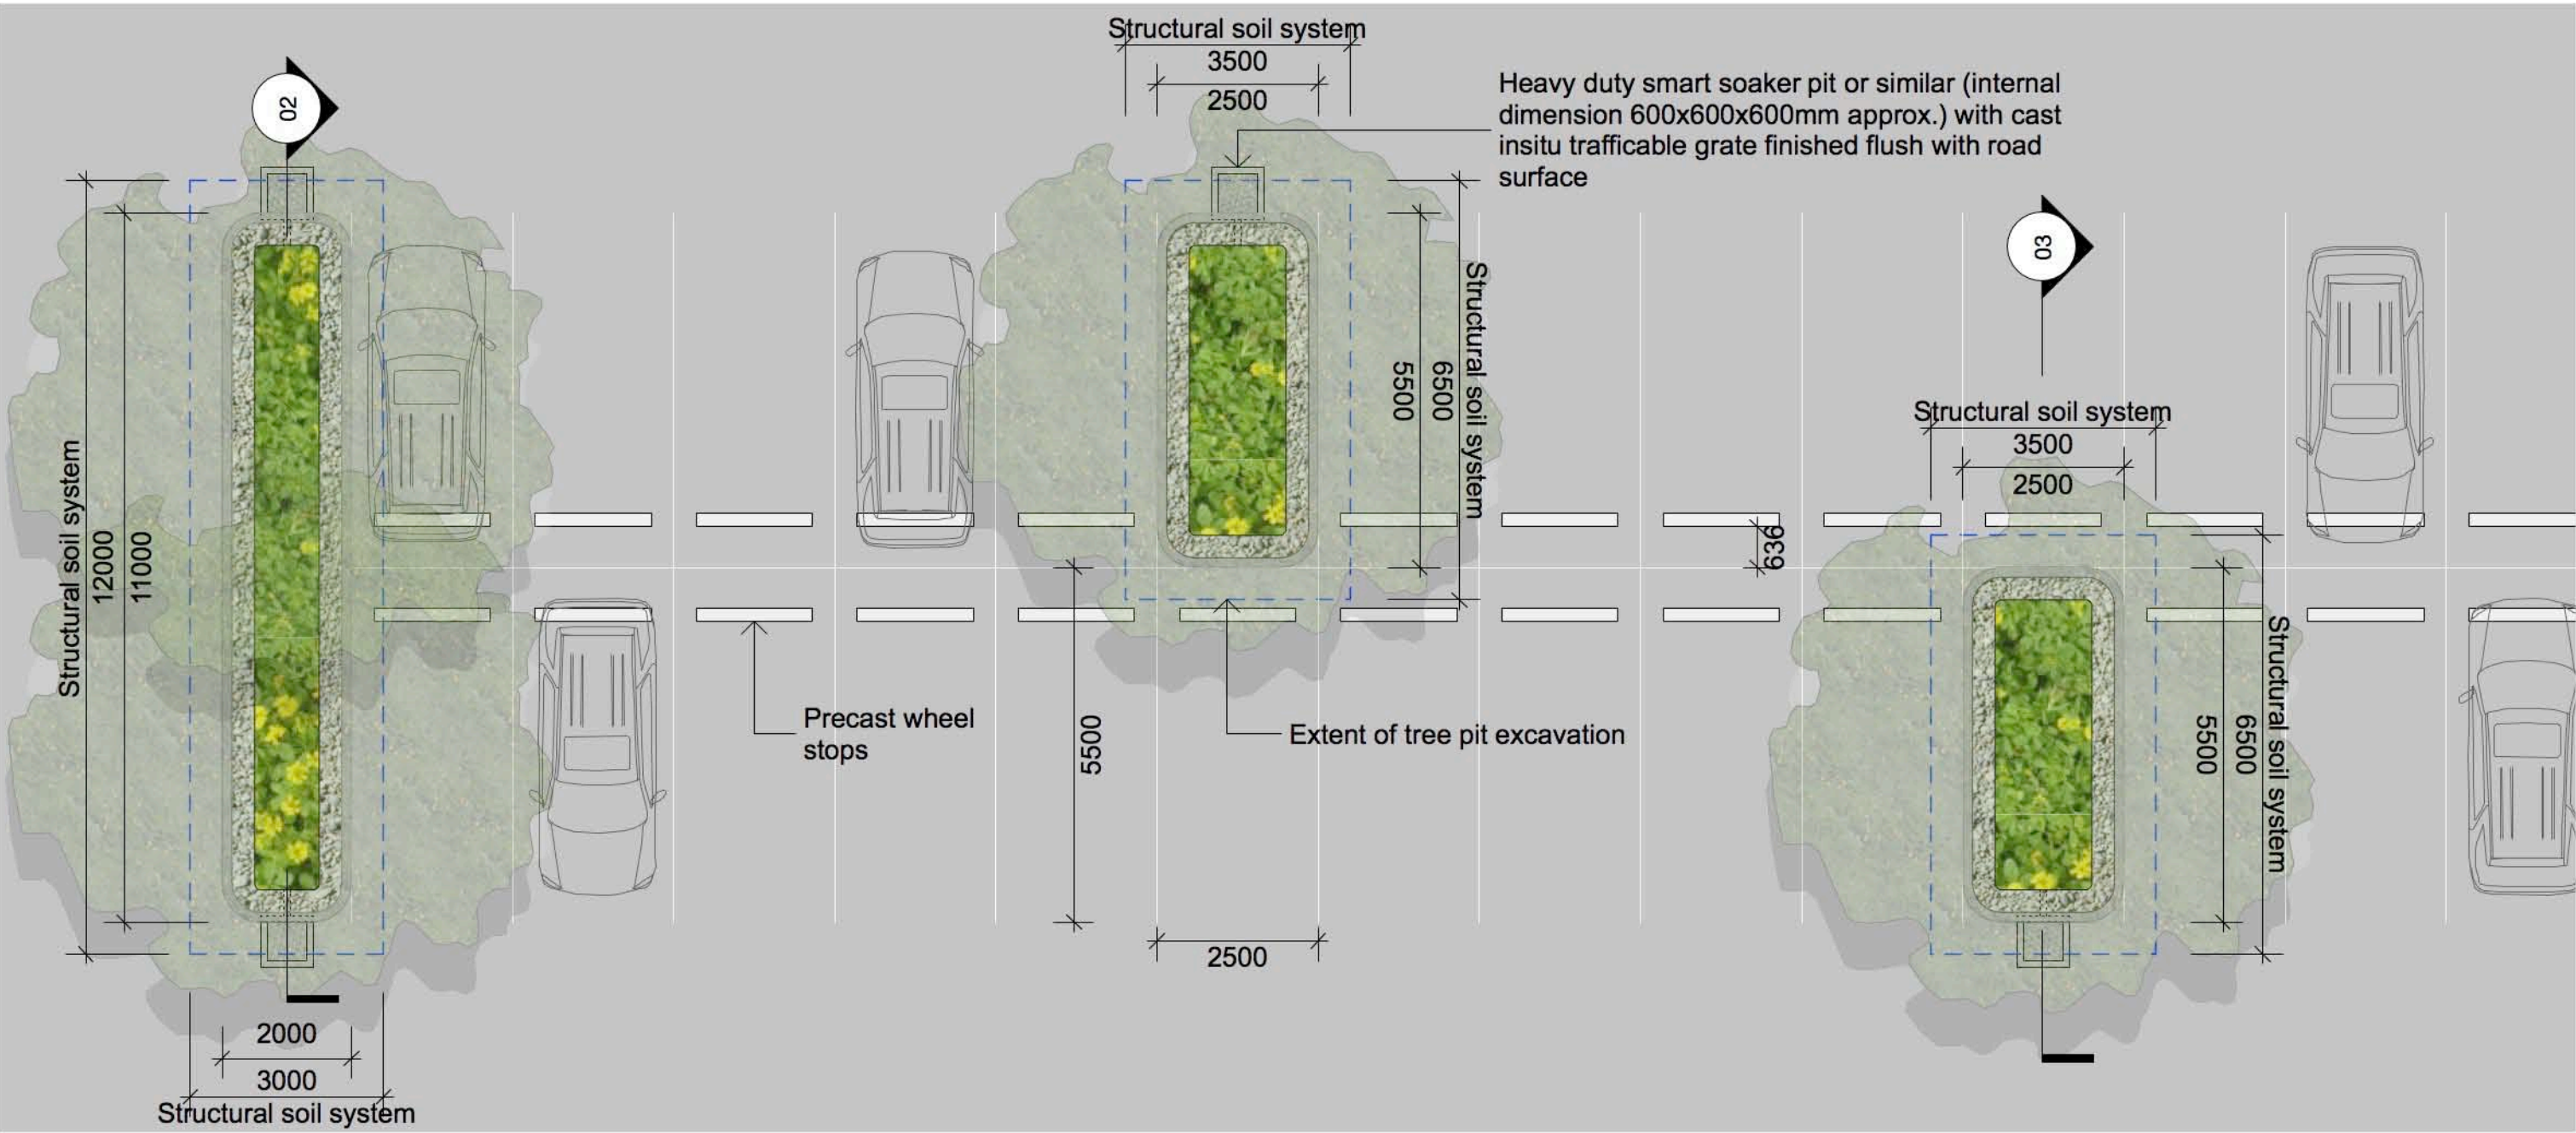 Structural soil system
3500
2500
Heavy duty smart soaker pit or similar (internal
dimension 600x600x600mm approx.) with cast
insitu trafficable grate finished flush with road
surface
02
Structural soil system
12000
11000
2000
3000
Structural soil system
5500
6500
Structural soil system
Precast wheel
stops
5500
Extent of tree pit excavation
2500
636
03
Structural soil system
3500
2500
5500
6500
Structural soil system